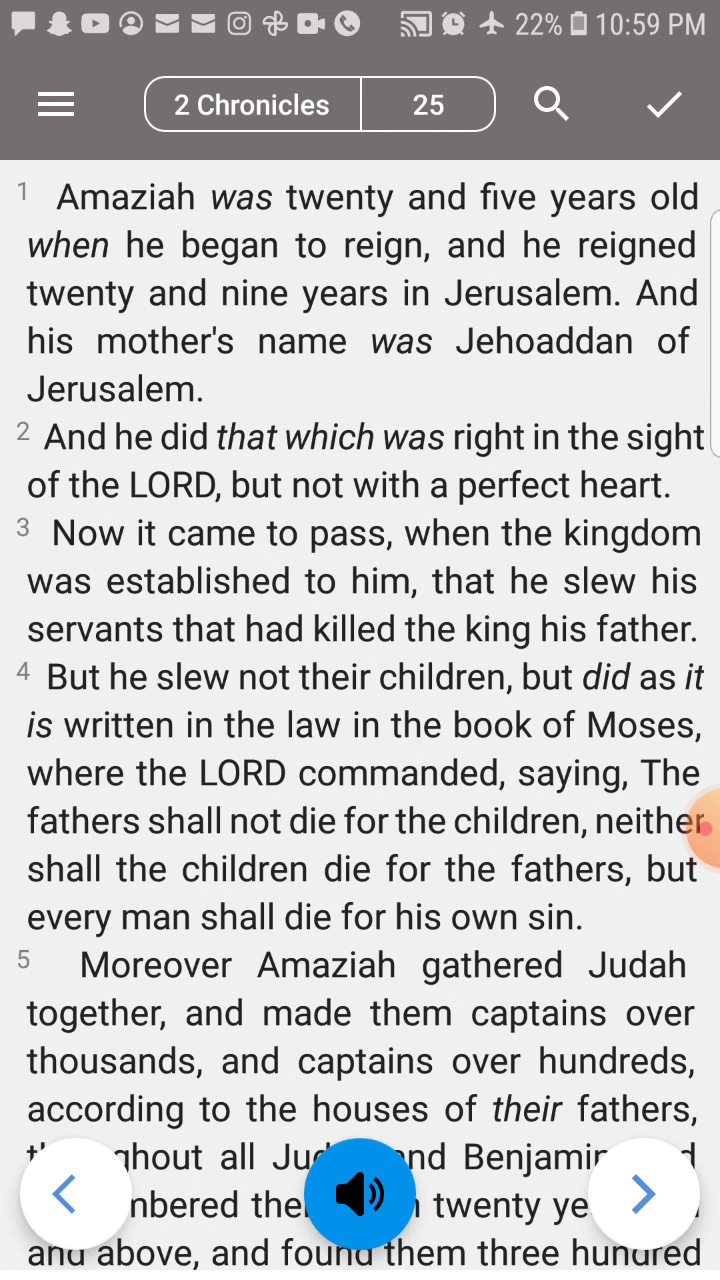 22% 10:59 PM
2 Chronicles 25
1 Amaziah was twenty and five years old
when he began to reign, and he reigned
twenty and nine years in Jerusalem. And
his mother's name was Jehoaddan of
Jerusalem.
2 And he did that which was right in the sight
of the LORD, but not with a perfect heart.
3 Now it came to pass, when the kingdom
was established to him, that he slew his
servants that had killed the king his father.
4 But he slew not their children, but did as it
is written in the law in the book of Moses,
where the LORD commanded, saying, The
fathers shall not die for the children, neither
shall the children die for the fathers, but
every man shall die for his own sin.
5 Moreover Amaziah gathered Judah
together, and made them captains over
thousands, and captains over hundreds,
according to the houses of their fathers,
all Benjamin
twenty
and above, and found them three hundred